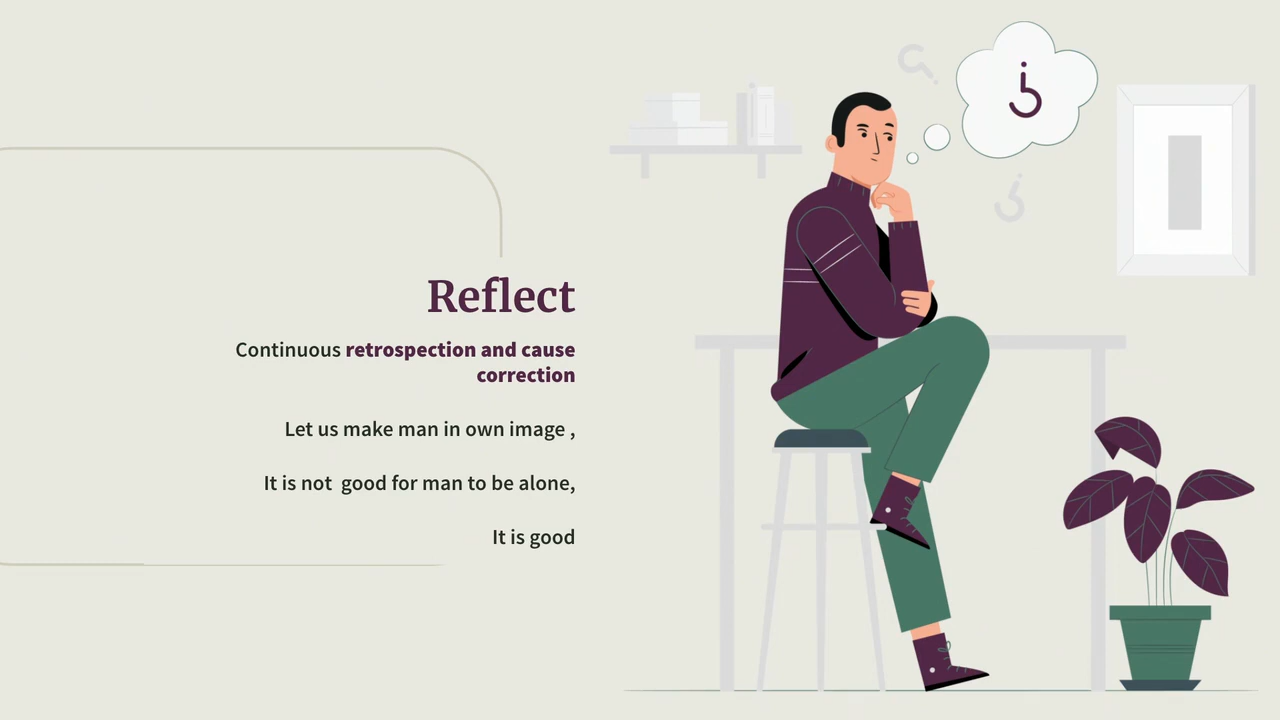 Reflect
Continuous retrospection and cause
correction
Let us make man in own image ,
It is not  good for man to be alone,
It is good